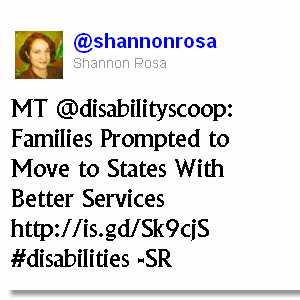 @shannonrosa
Shannon Rosa
MT @disabilityscoop:
Families Prompted to
Move to States With
Better Services
http://is.gd/Sk9cjS
#disabilities -SR